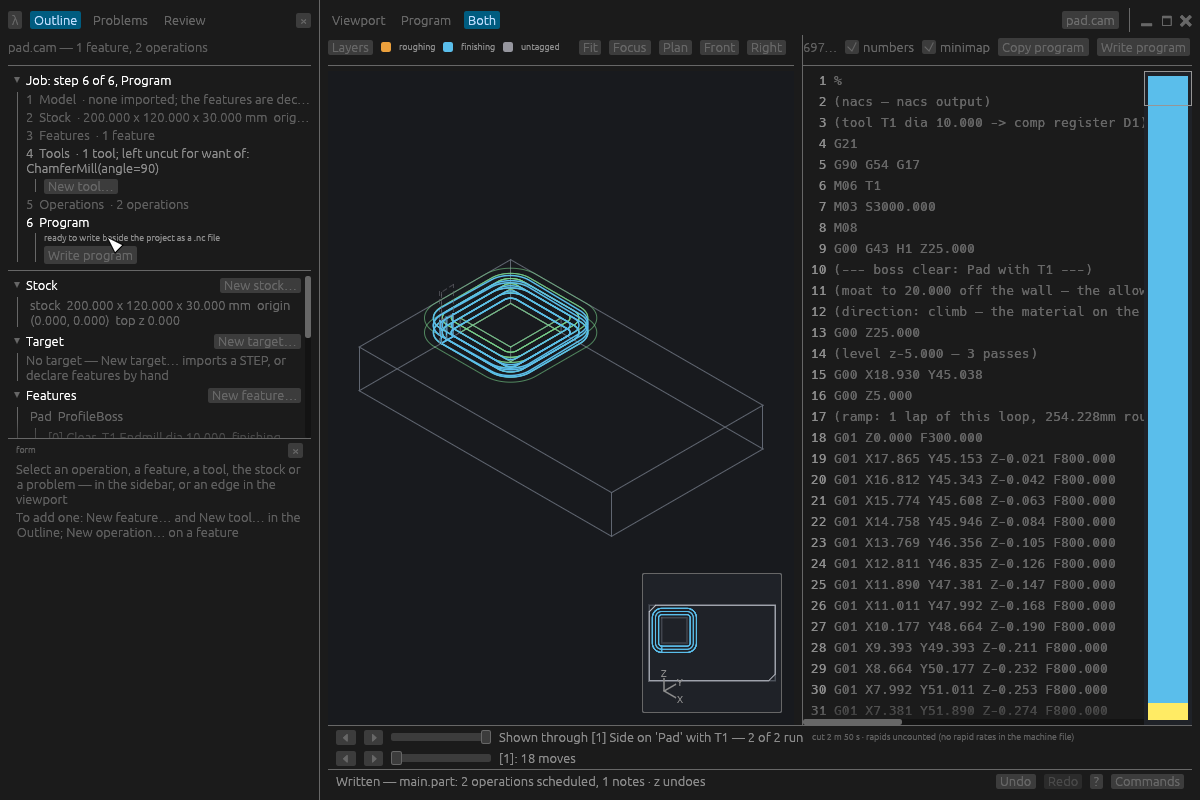 λ Outline Problems Review ×
pad.cam — 1 feature, 2 operations
Job: step 6 of 6, Program
1 Model · none imported; the features are dec…
2 Stock · 200.000 x 120.000 x 30.000 mm orig…
3 Features · 1 feature
4 Tools · 1 tool; left uncut for want of:
ChamferMill(angle=90)
New tool…
5 Operations · 2 operations
6 Program
ready to write beside the project as a .nc file
Write program
Stock New stock…
stock 200.000 x 120.000 x 30.000 mm origin
(0.000, 0.000) top z 0.000
Target New target…
No target — New target… imports a STEP, or
declare features by hand
Features New feature…
Pad ProfileBoss
[0] Clear T1 Endmill dia 10.000 finishing
form ×
Select an operation, a feature, a tool, the stock or
a problem — in the sidebar, or an edge in the
viewport
To add one: New feature… and New tool… in the
Outline; New operation… on a feature
Viewport Program Both pad.cam
Layers roughing finishing untagged Fit Focus Plan Front Right
697… numbers minimap Copy program Write program
Z
Y
X
1 %
2 (nacs — nacs output)
3 (tool T1 dia 10.000 -> comp register D1)
4 G21
5 G90 G54 G17
6 M06 T1
7 M03 S3000.000
8 M08
9 G00 G43 H1 Z25.000
10 (--- boss clear: Pad with T1 ---)
11 (moat to 20.000 off the wall — the allow
12 (direction: climb — the material on the
13 G00 Z25.000
14 (level z-5.000 — 3 passes)
15 G00 X18.930 Y45.038
16 G00 Z5.000
17 (ramp: 1 lap of this loop, 254.228mm rou
18 G01 Z0.000 F300.000
19 G01 X17.865 Y45.153 Z-0.021 F800.000
20 G01 X16.812 Y45.343 Z-0.042 F800.000
21 G01 X15.774 Y45.608 Z-0.063 F800.000
22 G01 X14.758 Y45.946 Z-0.084 F800.000
23 G01 X13.769 Y46.356 Z-0.105 F800.000
24 G01 X12.811 Y46.835 Z-0.126 F800.000
25 G01 X11.890 Y47.381 Z-0.147 F800.000
26 G01 X11.011 Y47.992 Z-0.168 F800.000
27 G01 X10.177 Y48.664 Z-0.190 F800.000
28 G01 X9.393 Y49.393 Z-0.211 F800.000
29 G01 X8.664 Y50.177 Z-0.232 F800.000
30 G01 X7.992 Y51.011 Z-0.253 F800.000
31 G01 X7.381 Y51.890 Z-0.274 F800.000
Shown through [1] Side on 'Pad' with T1 — 2 of 2 run cut 2 m 50 s · rapids uncounted (no rapid rates in the machine file)
[1]: 18 moves
Written — main.part: 2 operations scheduled, 1 notes · z undoes Undo Redo ? Commands